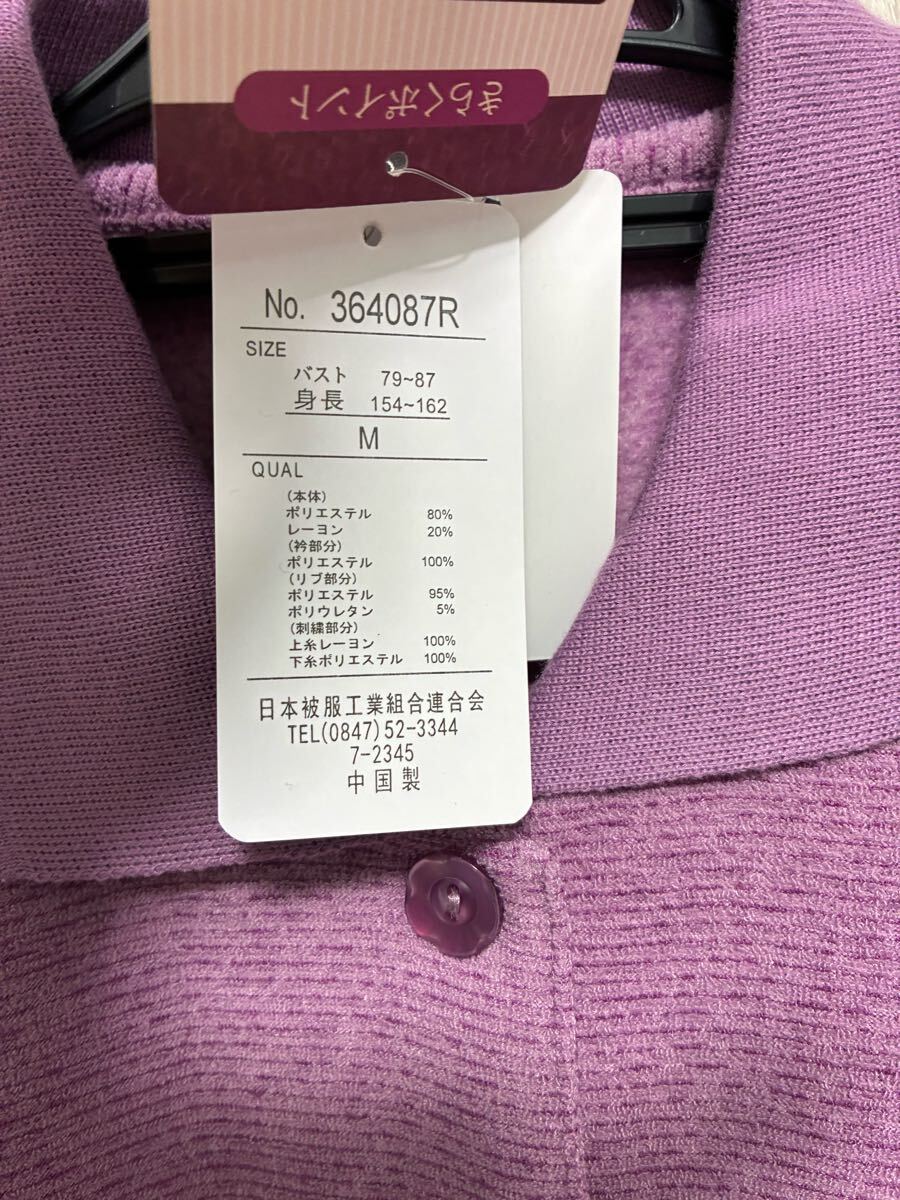 きらくポイント
No. 364087R
SIZE
バスト 79~87
身長 154~162
M
QUAL
(本体)
ポリエステル 80%
レーヨン 20%
(衿部分)
ポリエステル 100%
(リブ部分)
ポリエステル 95%
ポリウレタン 5%
(刺繍部分)
上糸レーヨン 100%
下糸ポリエステル 100%
日本被服工業組合連合会
TEL(0847)52-3344
7-2345
中国製